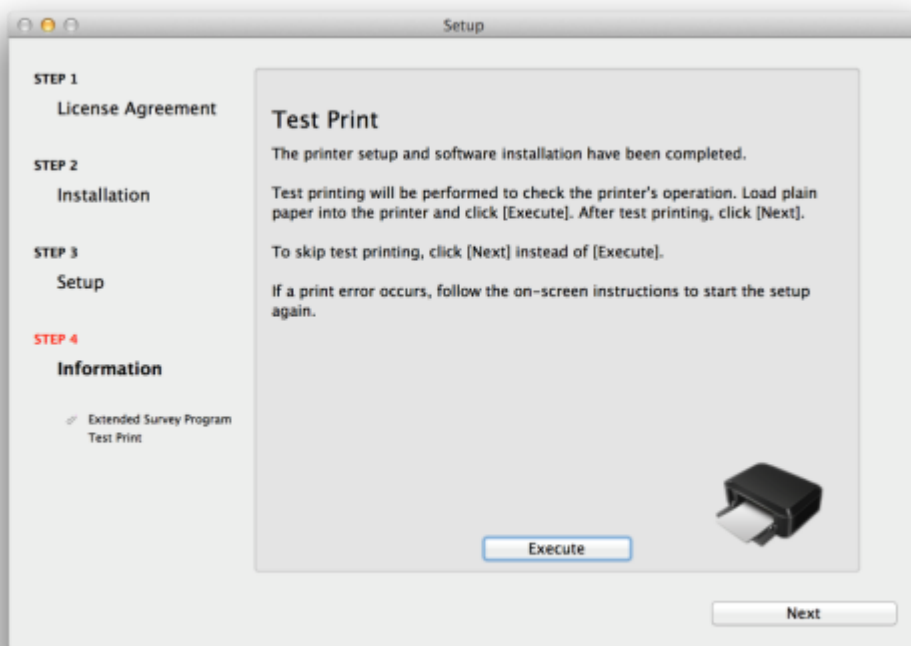 Setup
STEP 1
License Agreement
STEP 2
Installation
STEP 3
Setup
STEP 4
Information
Extended Survey Program
Test Print
Test Print
The printer setup and software installation have been completed.
Test printing will be performed to check the printer's operation. Load plain
paper into the printer and click [Execute]. After test printing, click [Next].
To skip test printing, click [Next] instead of [Execute].
If a print error occurs, follow the on-screen instructions to start the setup
again.
Execute
Next